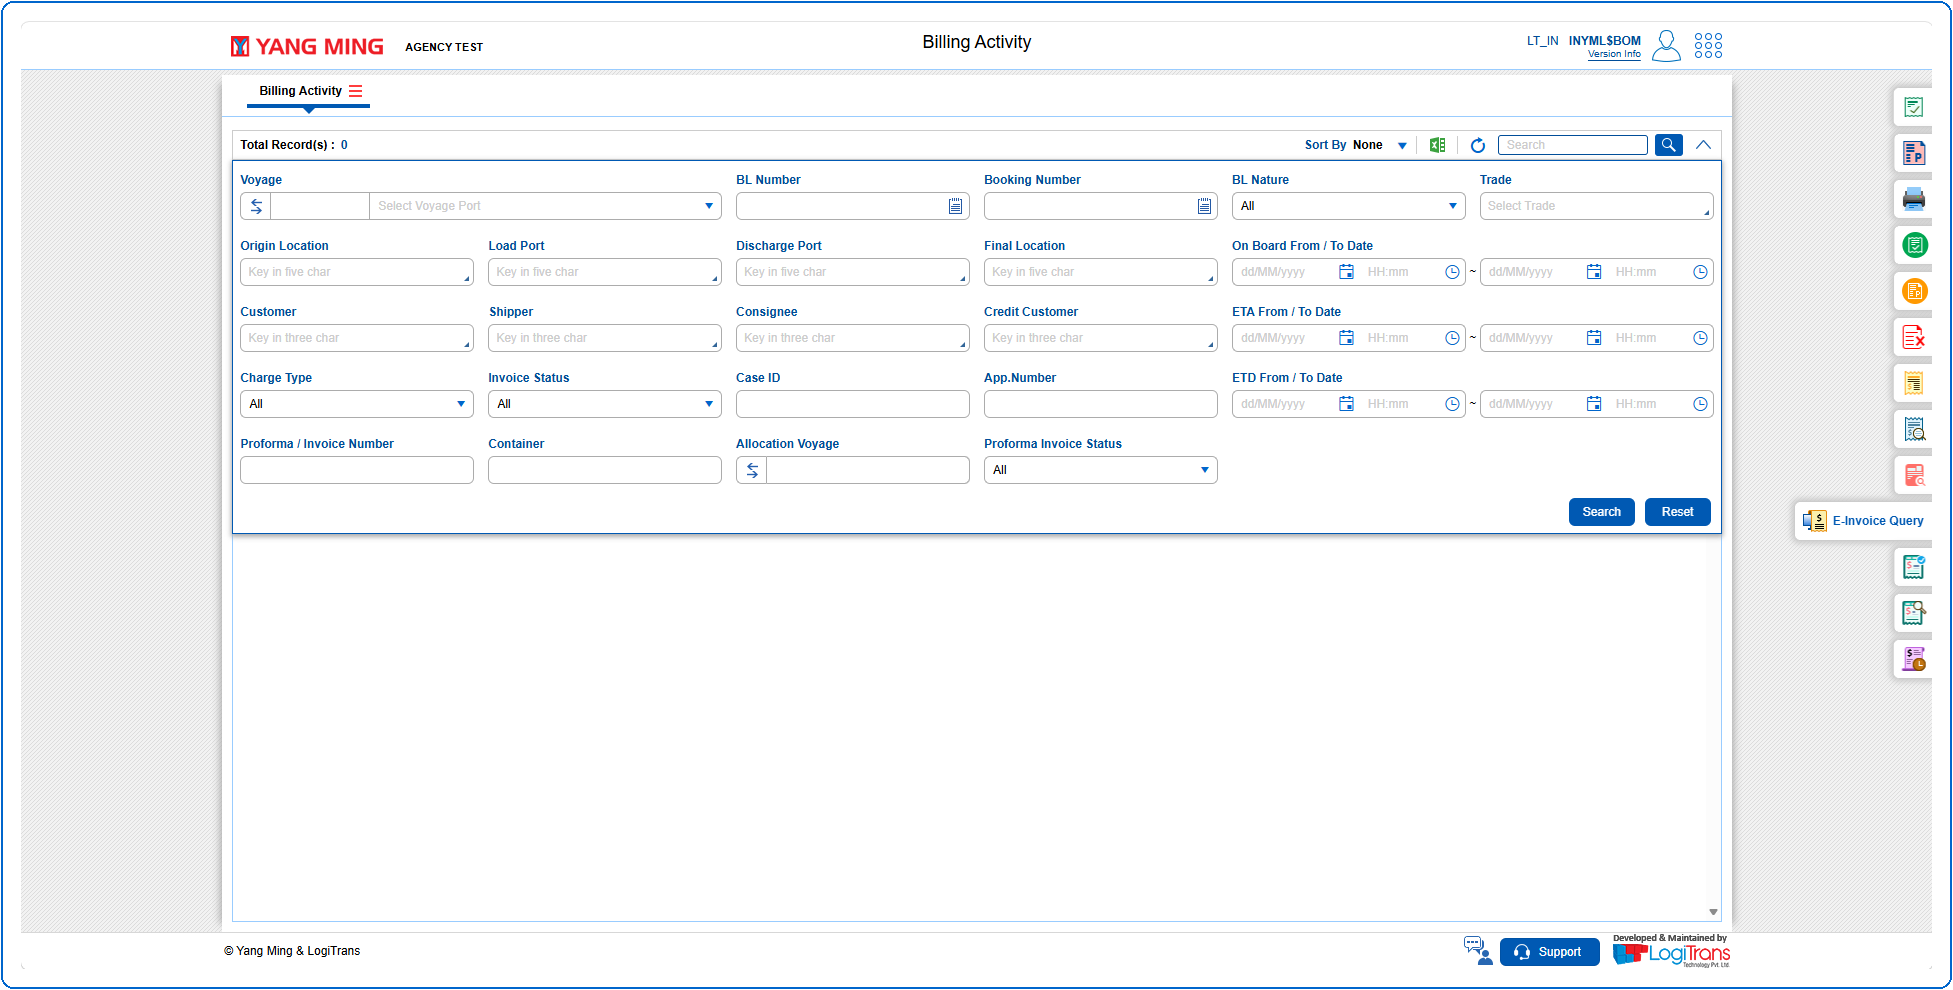 YANG MING AGENCY TEST
Billing Activity
LT_IN INYML$BOM
Version Info
Billing Activity
Total Record(s) : 0
Sort By None Search
Voyage BL Number Booking Number BL Nature Trade
Select Voyage Port All Select Trade
Origin Location Load Port Discharge Port Final Location On Board From / To Date
Key in five char Key in five char Key in five char Key in five char dd/MM/yyyy HH:mm ~ dd/MM/yyyy HH:mm
Customer Shipper Consignee Credit Customer ETA From / To Date
Key in three char Key in three char Key in three char Key in three char dd/MM/yyyy HH:mm ~ dd/MM/yyyy HH:mm
Charge Type Invoice Status Case ID App.Number ETD From / To Date
All All dd/MM/yyyy HH:mm ~ dd/MM/yyyy HH:mm
Proforma / Invoice Number Container Allocation Voyage Proforma Invoice Status
All
Search Reset
E-Invoice Query
© Yang Ming & LogiTrans
Support
Developed & Maintained by
LogiTrans
Technology Pvt. Ltd.